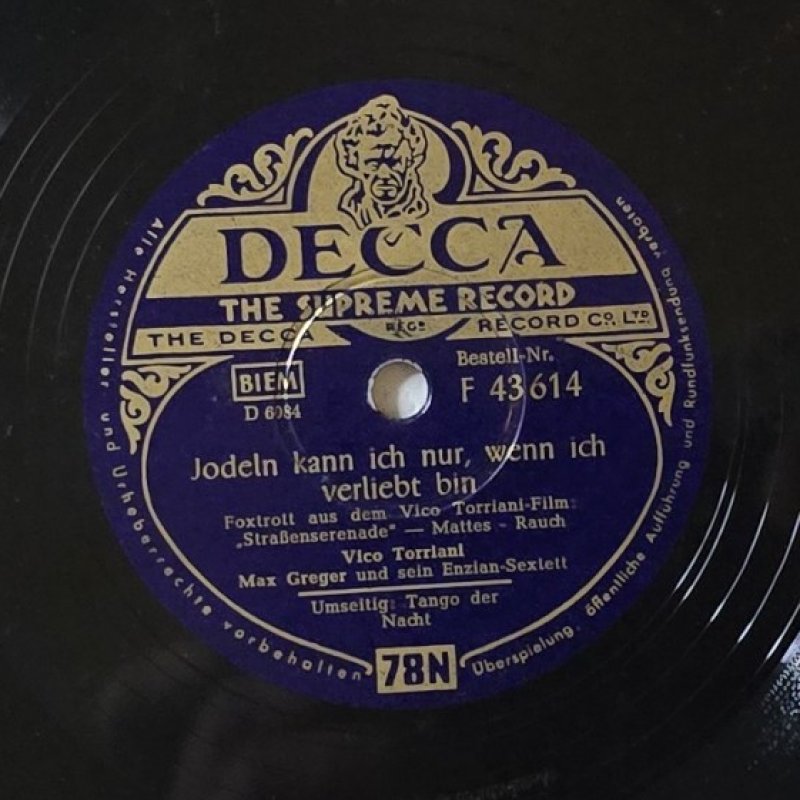 DECCA
THE SUPREME RECORD
THE DECCA REGD RECORD CO. LTD.
BIEM
D 6084
Bestell-Nr.
F 43614
Jodeln kann ich nur, wenn ich
verliebt bin
Foxtrott aus dem Vico Torriani-Film:
„Straßenserenade" — Mattes - Rauch
Vico Torriani
Max Greger und sein Enzian-Sextett
Umseitig: Tango der
Nacht
78N
Alle Hersteller und Urheberrechte vorbehalten
Überspielung, öffentliche Aufführung und Rundfunksendung verboten